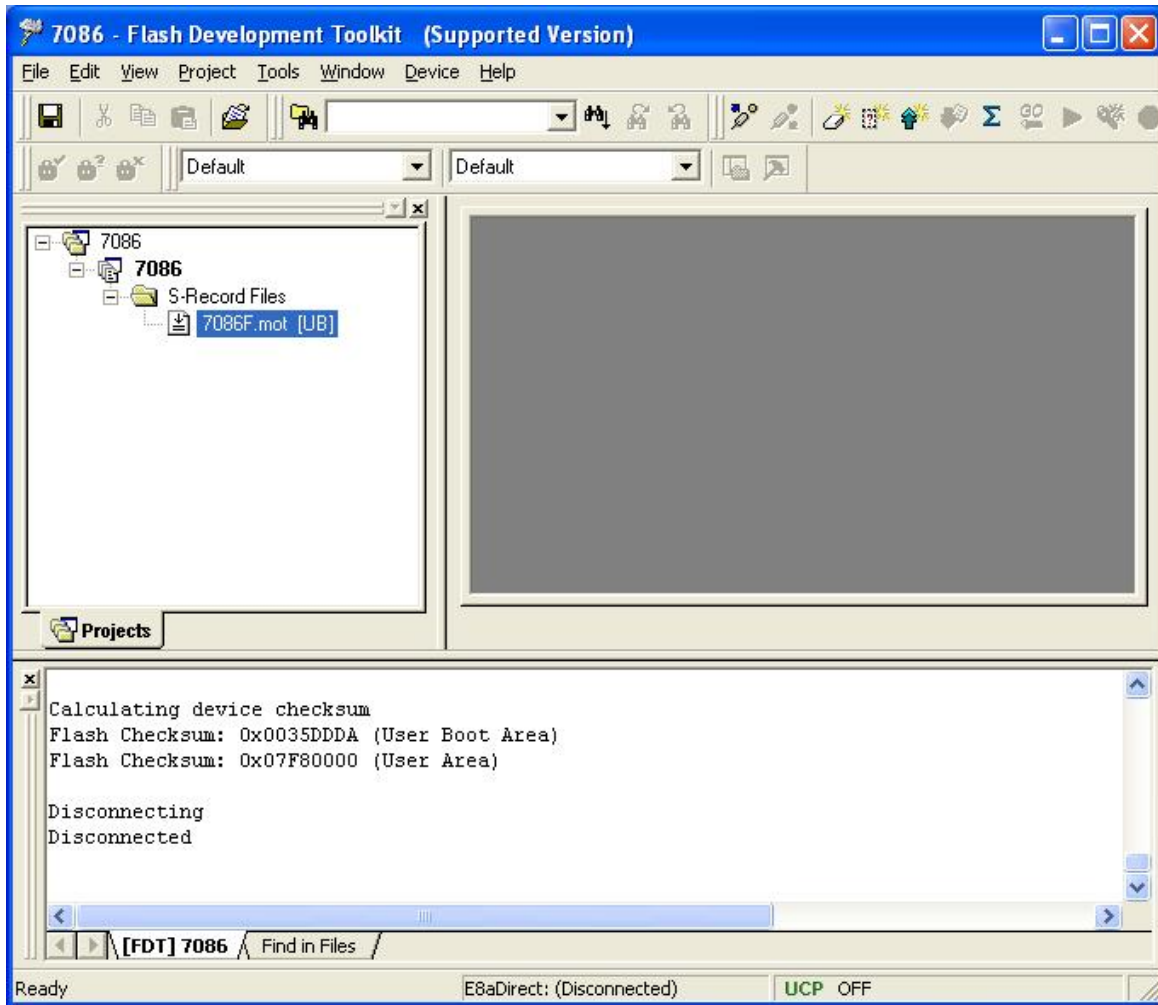 7086 - Flash Development Toolkit (Supported Version)
File Edit View Project Tools Window Device Help
Default Default
7086
7086
S-Record Files
7086F.mot [UB]
Projects
Calculating device checksum
Flash Checksum: 0x0035DDDA (User Boot Area)
Flash Checksum: 0x07F80000 (User Area)
Disconnecting
Disconnected
[FDT] 7086 Find in Files
Ready E8aDirect: (Disconnected) UCP OFF